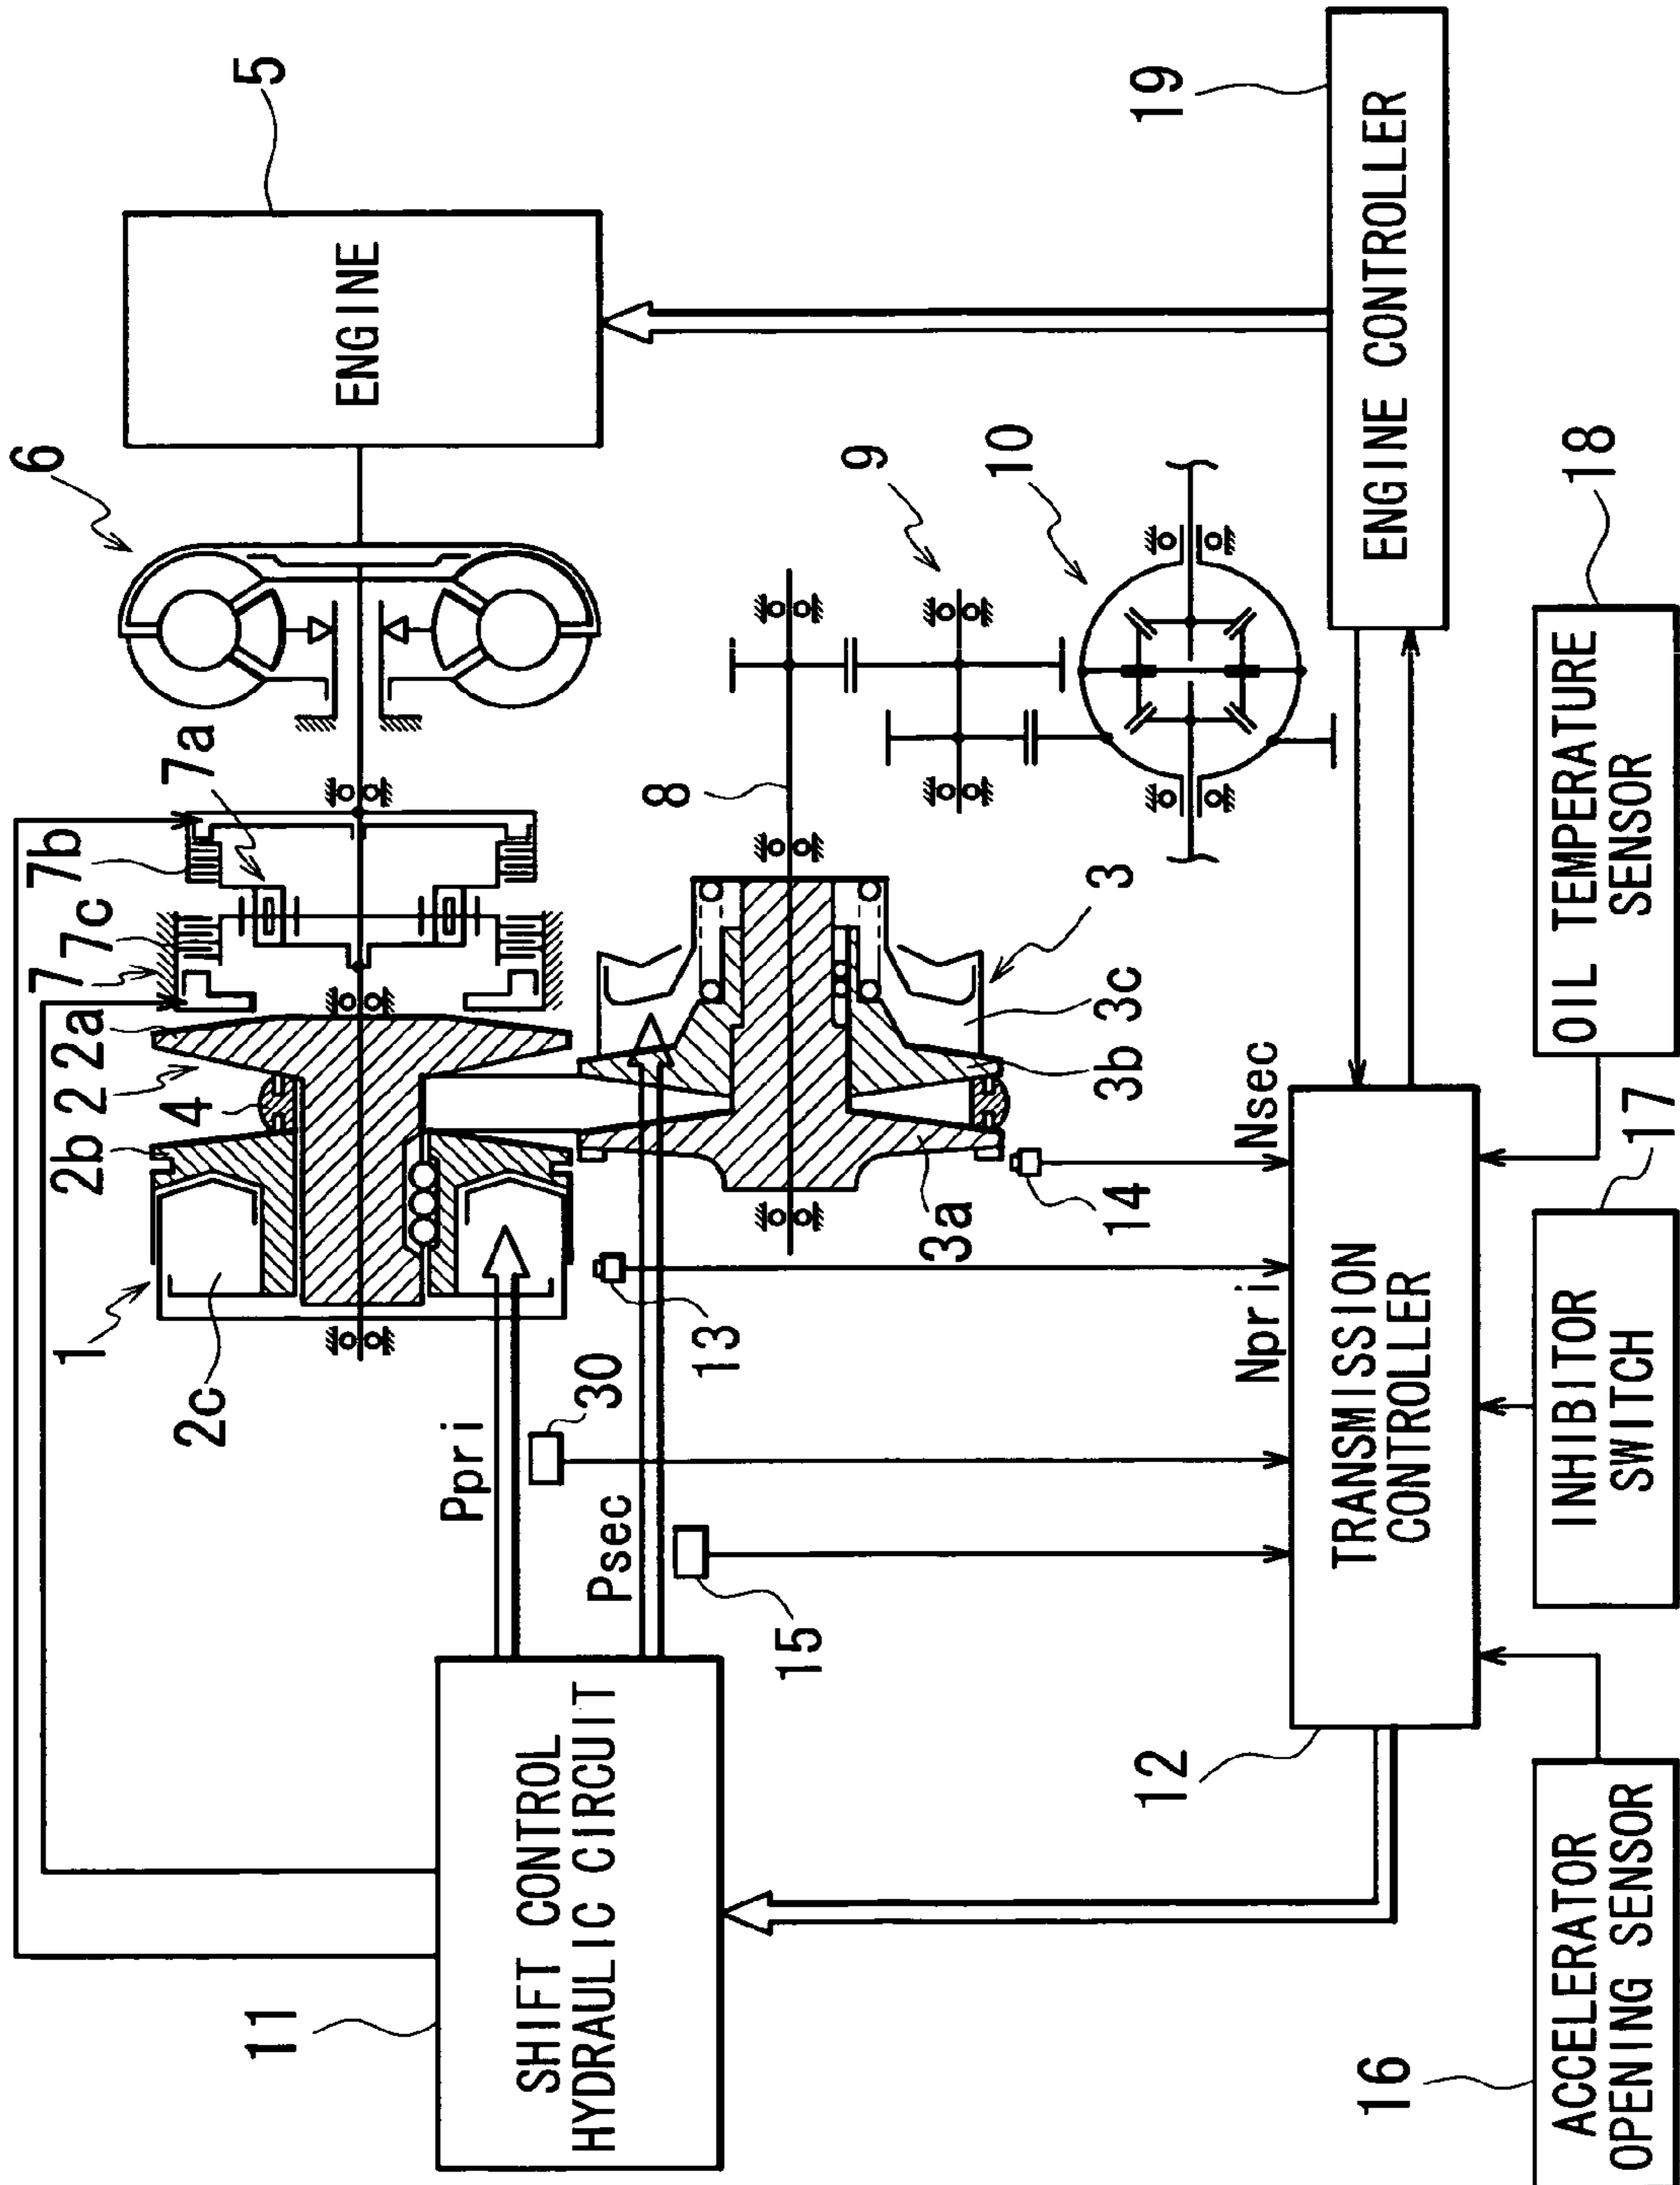 5
ENGINE
6
7a
7b
7c
7
2a
2
4
2b
1
2c
8
9
10
3
3c
3b
3a
14
13
30
15
Ppri
Psec
Nsec
Npri
11
SHIFT CONTROL
HYDRAULIC CIRCUIT
12
TRANSMISSION
CONTROLLER
19
ENGINE CONTROLLER
18
OIL TEMPERATURE
SENSOR
17
INHIBITOR
SWITCH
16
ACCELERATOR
OPENING SENSOR